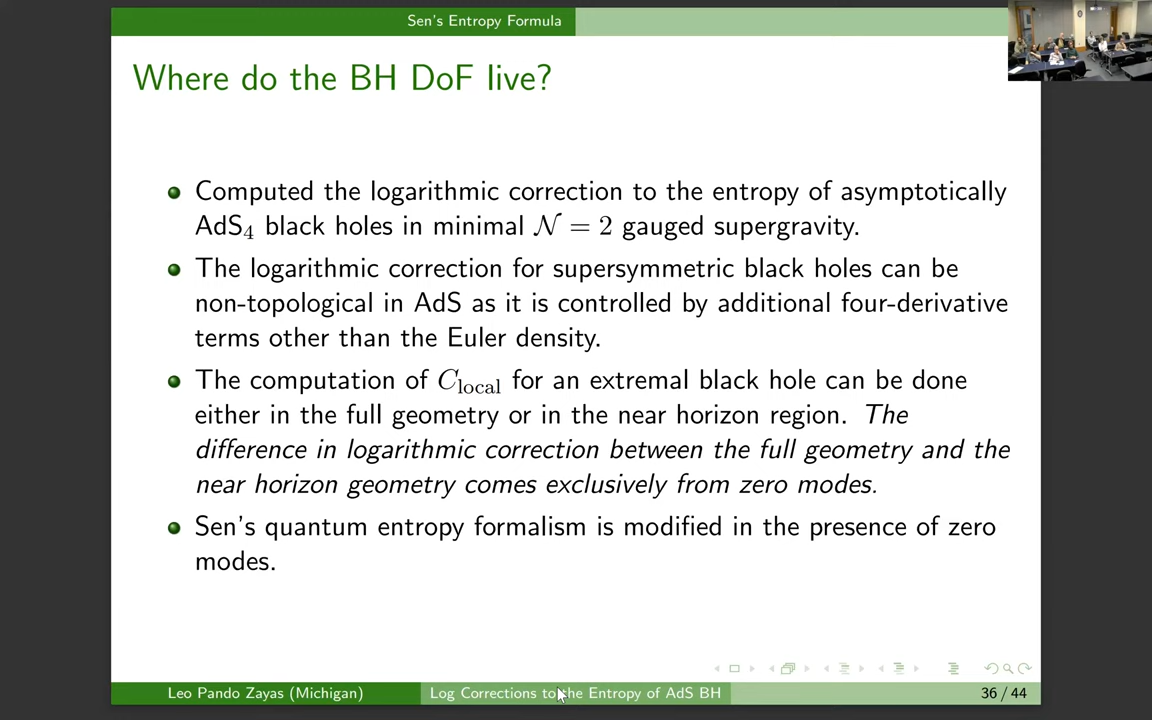 Sen's Entropy Formula
Where do the BH DoF live?
Computed the logarithmic correction to the entropy of asymptotically
AdS₄ black holes in minimal 𝒩 = 2 gauged supergravity.
The logarithmic correction for supersymmetric black holes can be
non-topological in AdS as it is controlled by additional four-derivative
terms other than the Euler density.
The computation of C_local for an extremal black hole can be done
either in the full geometry or in the near horizon region. The
difference in logarithmic correction between the full geometry and the
near horizon geometry comes exclusively from zero modes.
Sen's quantum entropy formalism is modified in the presence of zero
modes.
Leo Pando Zayas (Michigan) Log Corrections to the Entropy of AdS BH 36 / 44